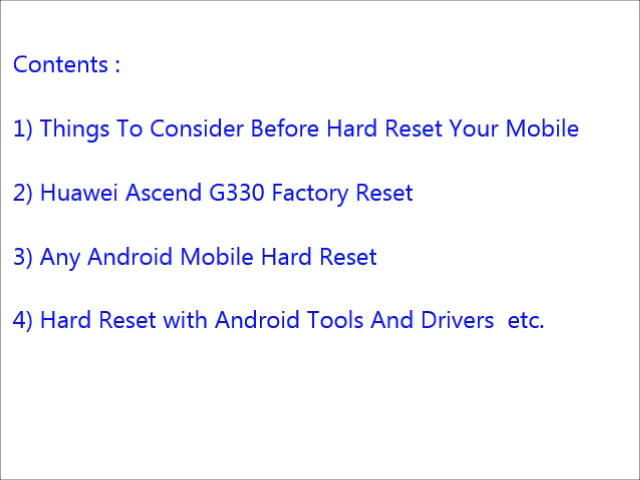 Contents :
1) Things To Consider Before Hard Reset Your Mobile
2) Huawei Ascend G330 Factory Reset
3) Any Android Mobile Hard Reset
4) Hard Reset with Android Tools And Drivers  etc.